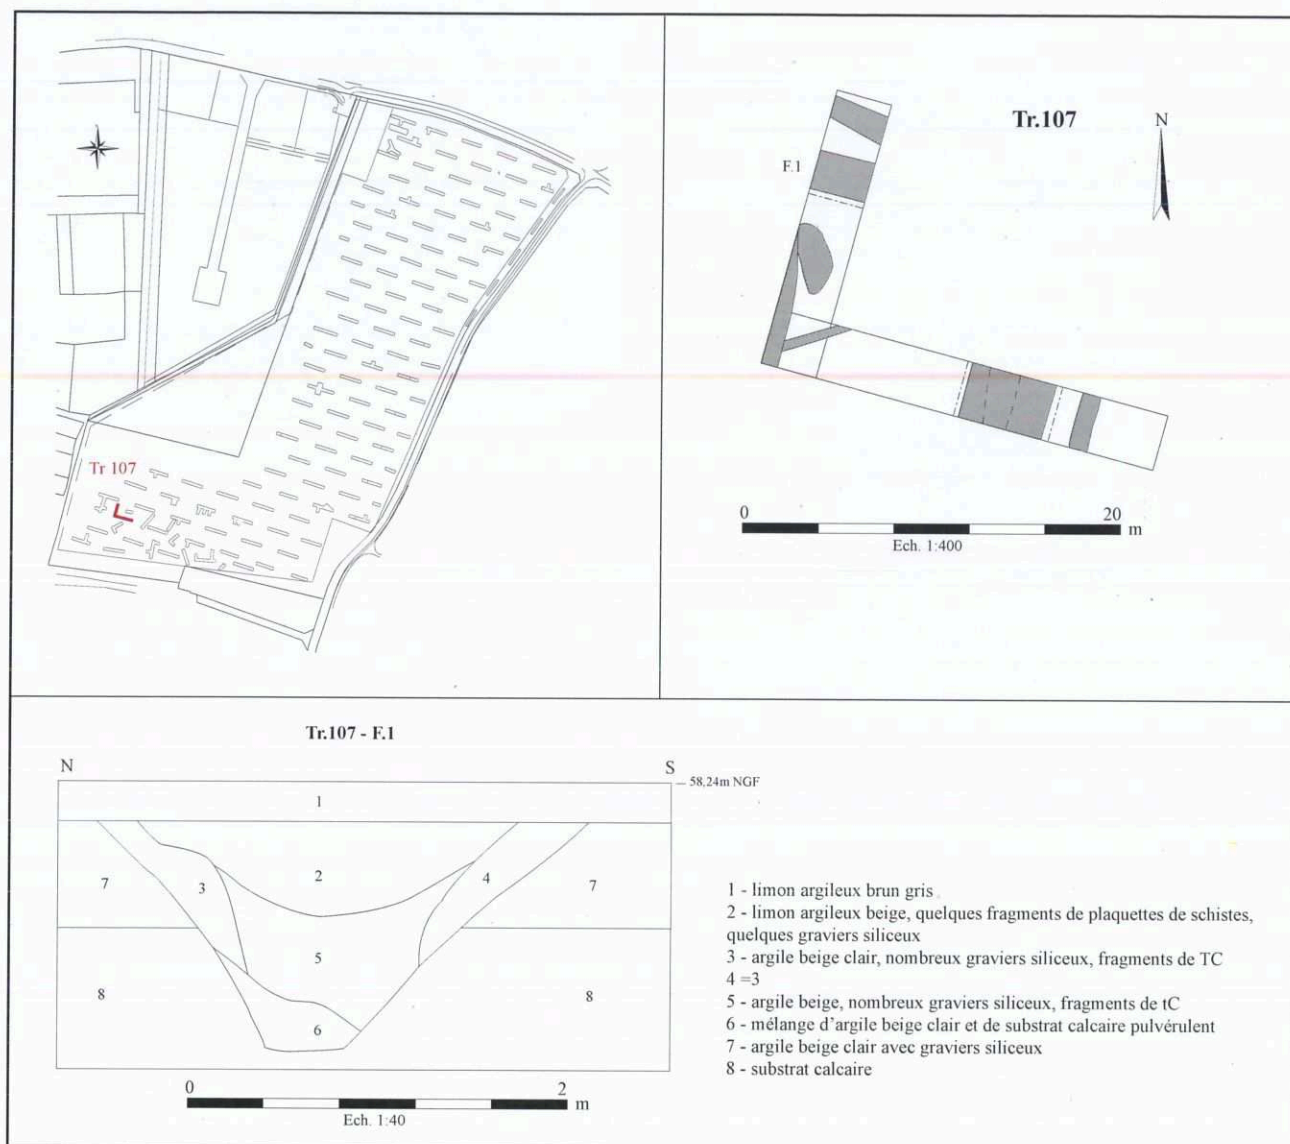 Tr 107
Tr.107
N
F.1
0 20
m
Ech. 1:400
Tr.107 - F.1
N S
58,24m NGF
1
2
7 3 4 7
5
8 8
6
0 2
m
Ech. 1:40
1 - limon argileux brun gris
2 - limon argileux beige, quelques fragments de plaquettes de schistes,
quelques graviers siliceux
3 - argile beige clair, nombreux graviers siliceux, fragments de TC
4 =3
5 - argile beige, nombreux graviers siliceux, fragments de tC
6 - mélange d'argile beige clair et de substrat calcaire pulvérulent
7 - argile beige clair avec graviers siliceux
8 - substrat calcaire